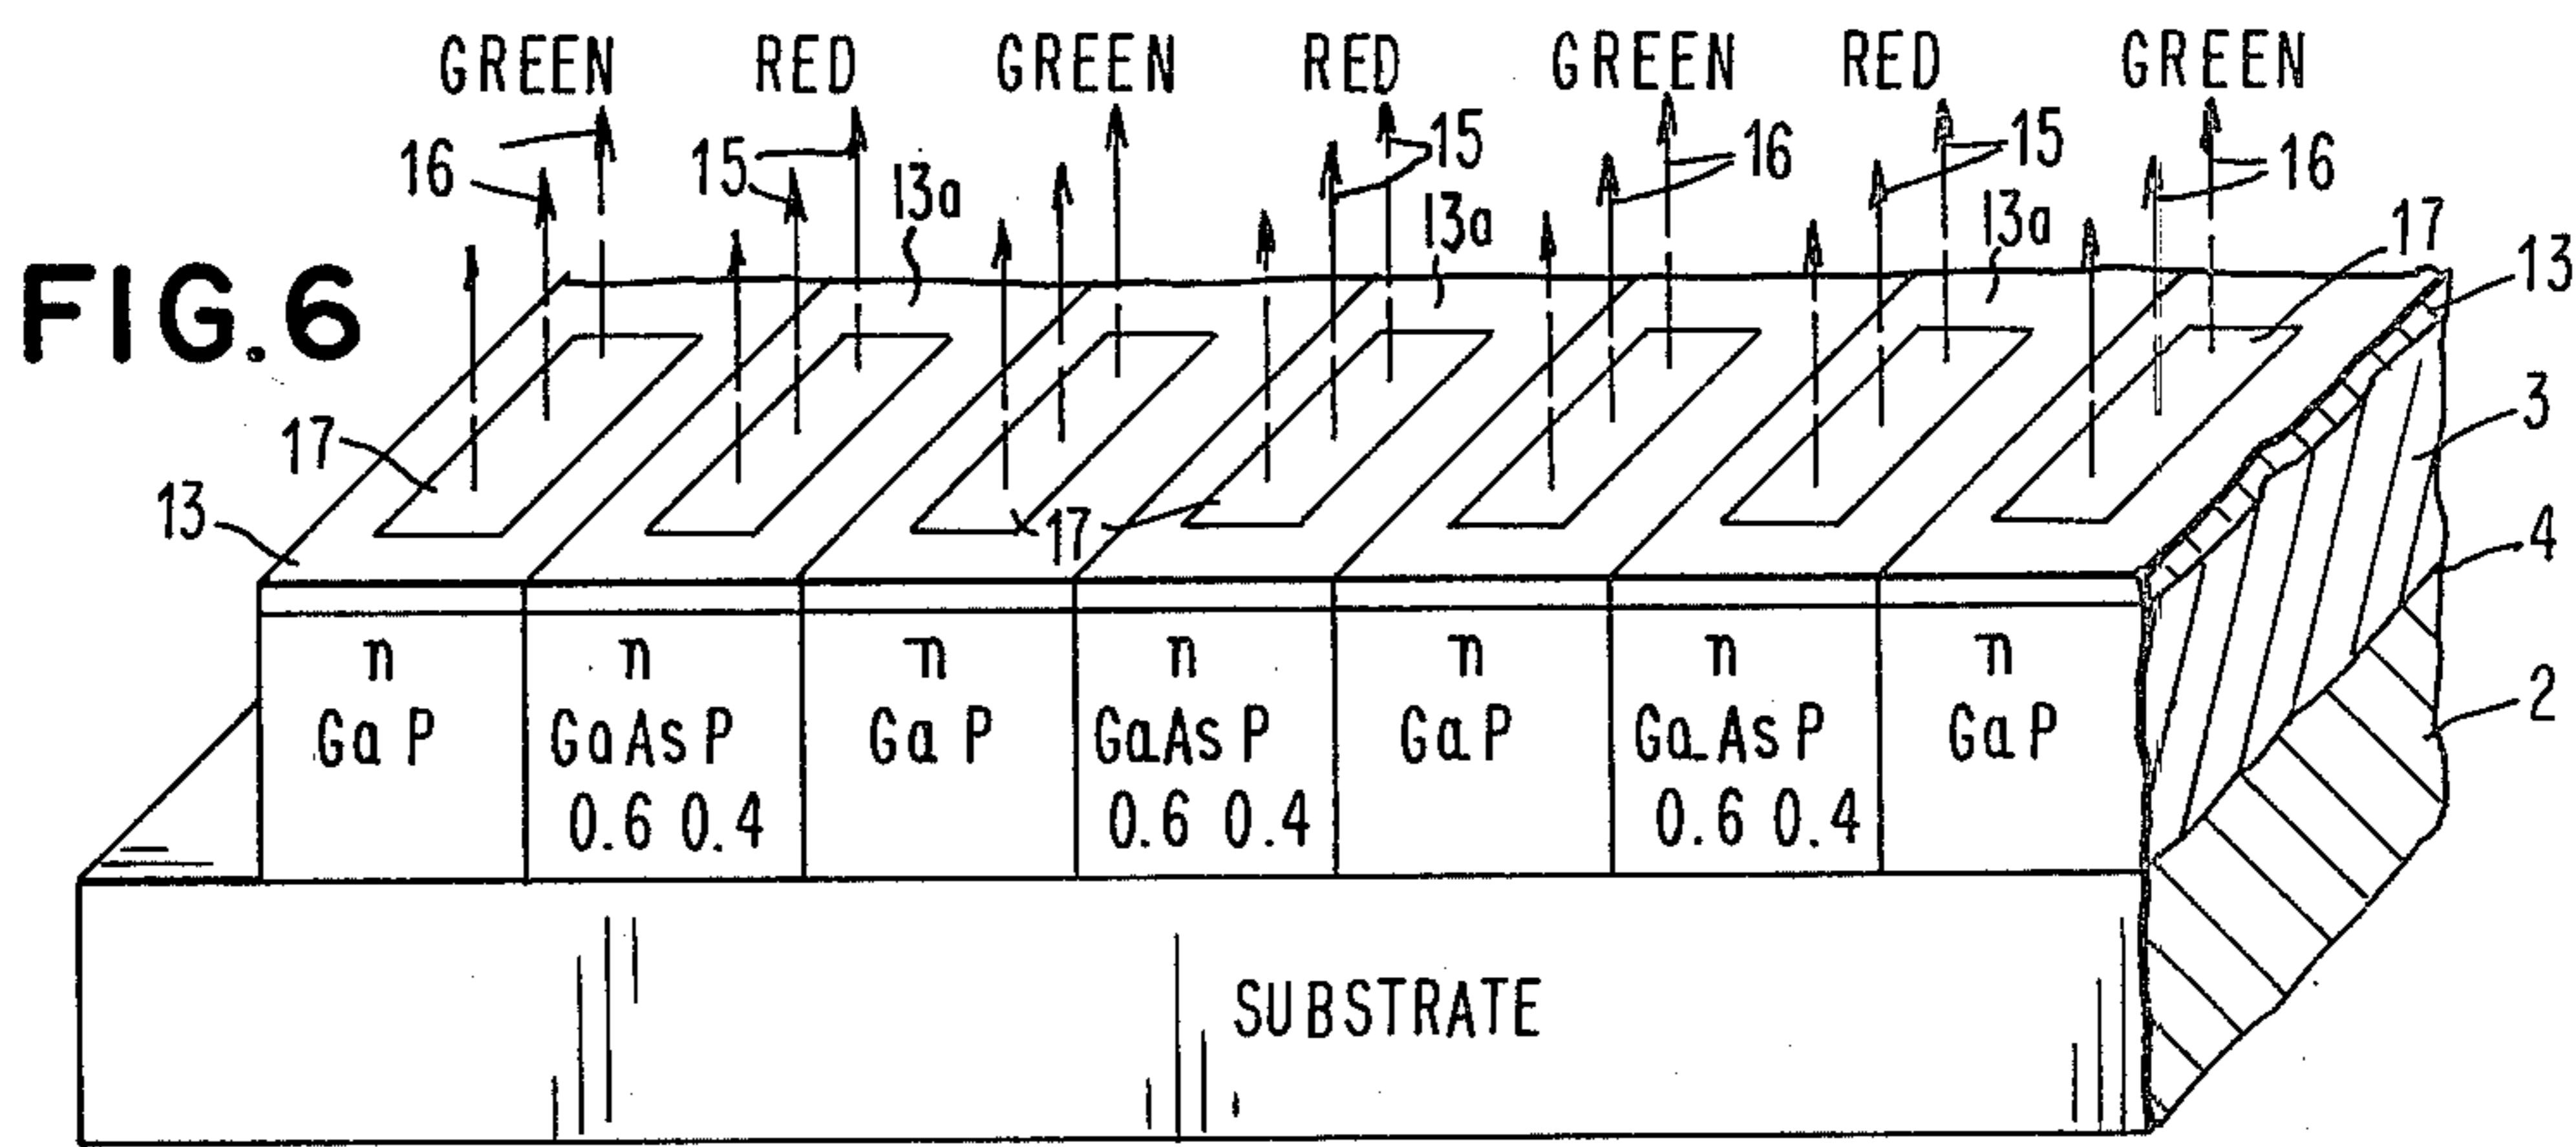 GREEN RED GREEN RED GREEN RED GREEN
16 15 13a 15 13a 16 15 13a 16 17
FIG.6
13
17
3
13 17
4
n n n n n n n
GaP GaAsP GaP GaAsP GaP GaAsP GaP
2
0.6 0.4 0.6 0.4 0.6 0.4
SUBSTRATE